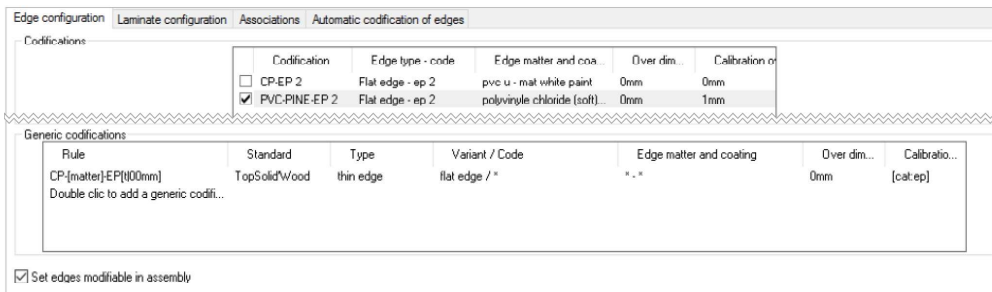 Edge configuration Laminate configuration Associations Automatic codification of edges
Codifications
Codification Edge type - code Edge matter and coa... Over dim... Calibration o
CP-EP 2 Flat edge - ep 2 pvc u - mat white paint 0mm 0mm
PVC-PINE-EP 2 Flat edge - ep 2 polyvinyle chloride (soft)... 0mm 1mm
Generic codifications
Rule Standard Type Variant / Code Edge matter and coating Over dim... Calibratio...
CP-[matter]-EP[t|00mm] TopSolid'Wood thin edge flat edge / * * - * 0mm [cat:ep]
Double clic to add a generic codifi...
Set edges modifiable in assembly